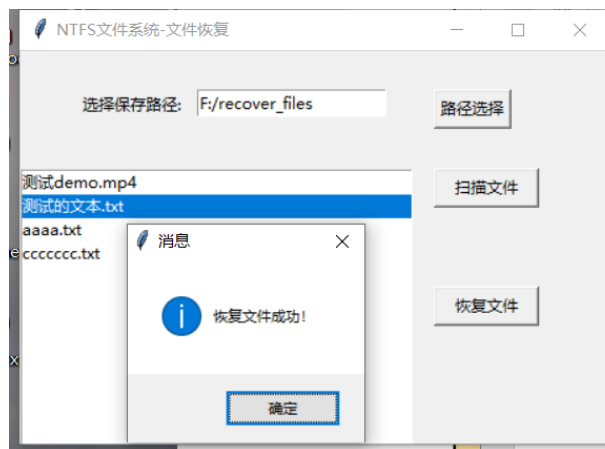 NTFS文件系统-文件恢复
选择保存路径:
F:/recover_files
路径选择
测试demo.mp4
扫描文件
测试的文本.txt
aaaa.txt
ccccccc.txt
消息
恢复文件成功!
恢复文件
确定